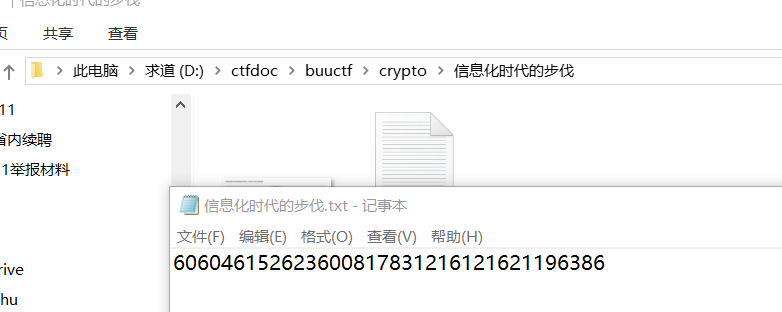 信息化时代的步伐
页 共享 查看
此电脑 > 求道 (D:) > ctfdoc > buuctf > crypto > 信息化时代的步伐
11
省内续聘
1举报材料
信息化时代的步伐.txt - 记事本
文件(F) 编辑(E) 格式(O) 查看(V) 帮助(H)
606046152623600817831216121621196386
rive
hu